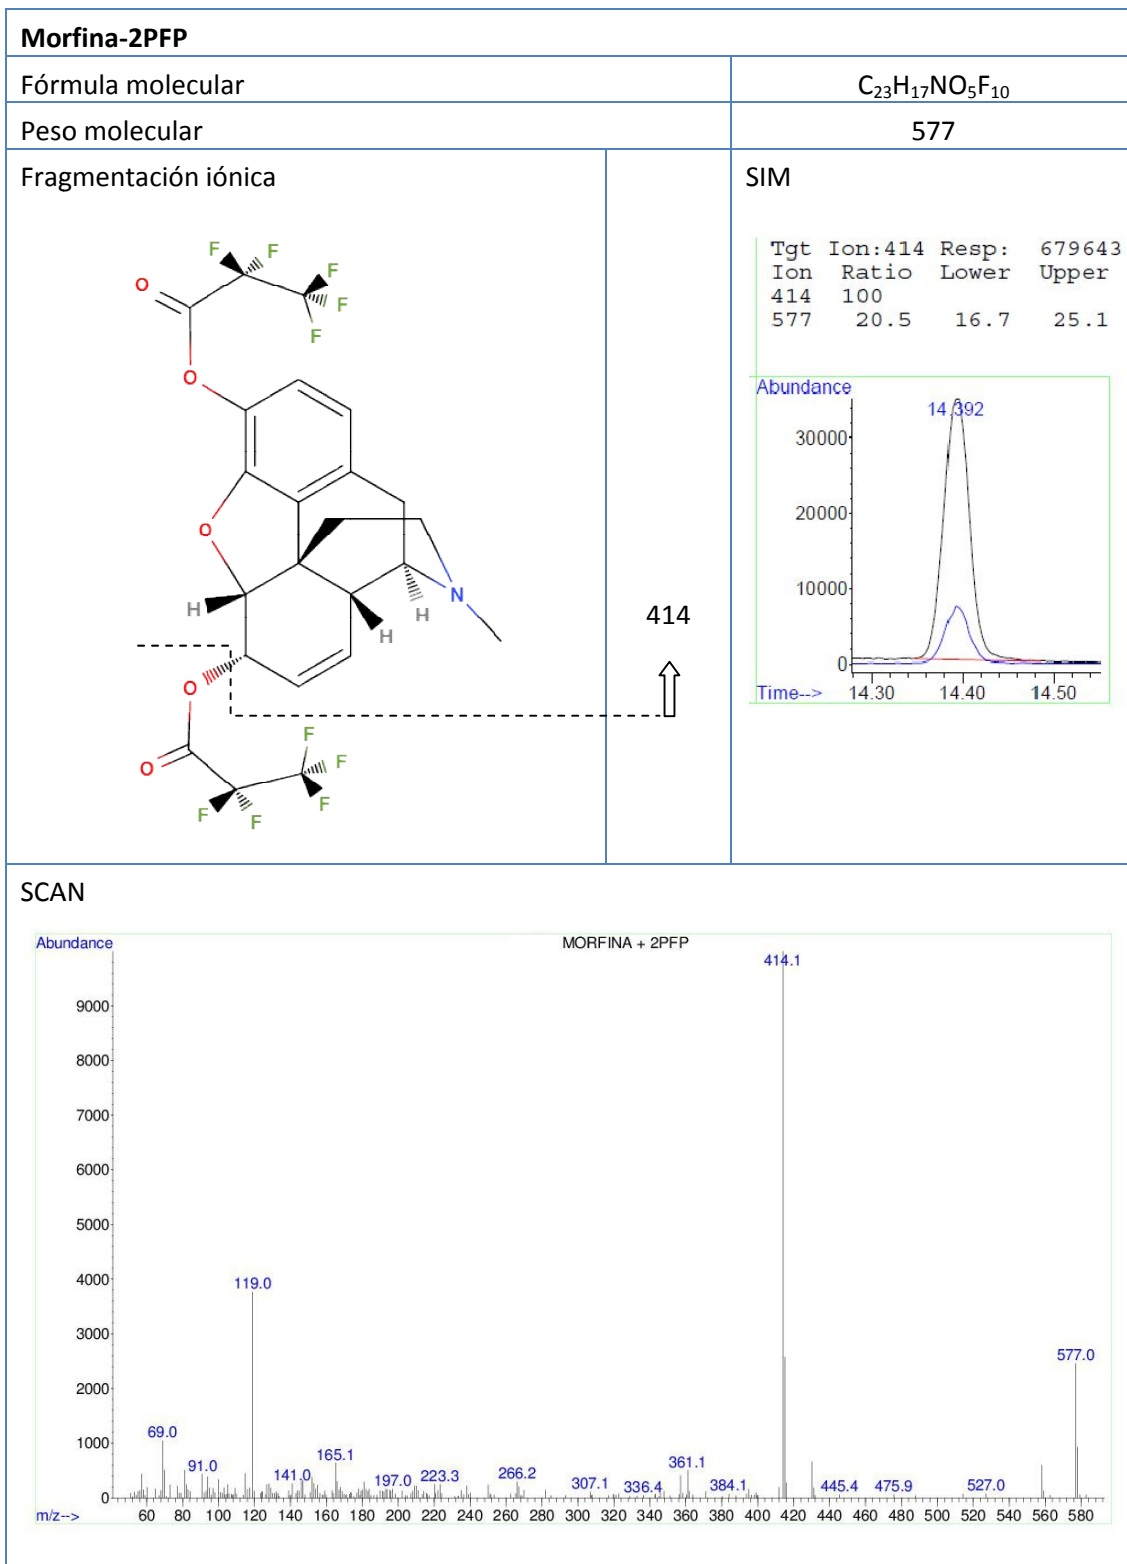 Morfina-2PFP
Fórmula molecular C₂₃H₁₇NO₅F₁₀
Peso molecular 577
Fragmentación iónica
SIM
Tgt Ion:414 Resp: 679643
Ion Ratio Lower Upper
414 100
577 20.5 16.7 25.1
F F
F
O F
F
O
Abundance
14.392
30000
20000
10000
0
Time--> 14.30 14.40 14.50
O
N
H H
H
414
O
O
F
F
F
F F
SCAN
Abundance
MORFINA + 2PFP
414.1
9000
8000
7000
6000
5000
4000
119.0
3000
577.0
2000
69.0
1000
165.1
361.1
91.0
141.0
197.0
223.3
266.2
307.1
336.4
384.1
445.4
475.9
527.0
0
m/z--> 60 80 100 120 140 160 180 200 220 240 260 280 300 320 340 360 380 400 420 440 460 480 500 520 540 560 580